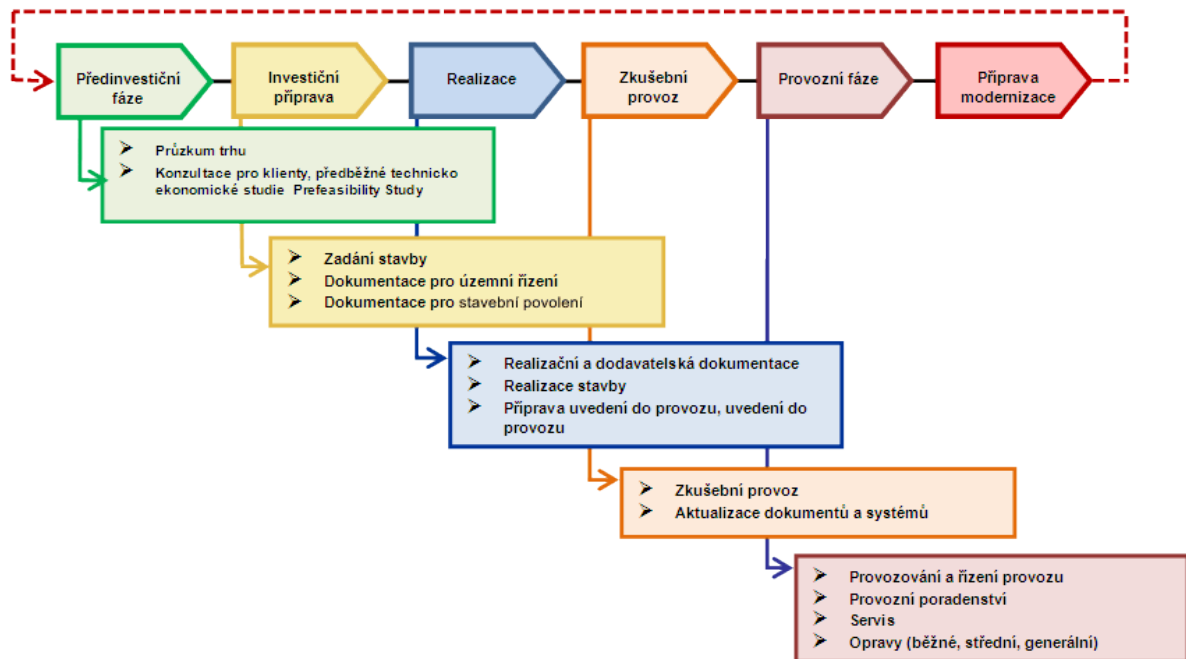 Předinvestiční
fáze
Investiční
příprava
Realizace
Zkušební
provoz
Provozní fáze
Příprava
modernizace
Průzkum trhu
Konzultace pro klienty, předběžné technicko
ekonomické studie Prefeasibility Study
Zadání stavby
Dokumentace pro územní řízení
Dokumentace pro stavební povolení
Realizační a dodavatelská dokumentace
Realizace stavby
Příprava uvedení do provozu, uvedení do
provozu
Zkušební provoz
Aktualizace dokumentů a systémů
Provozování a řízení provozu
Provozní poradenství
Servis
Opravy (běžné, střední, generální)